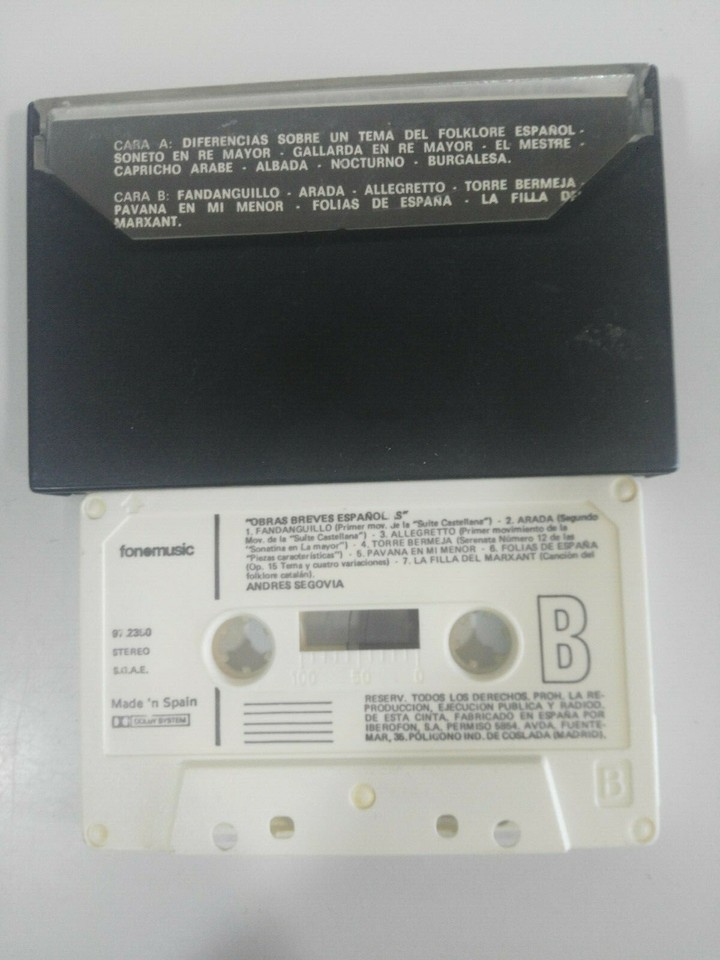 CARA A: DIFERENCIAS SOBRE UN TEMA DEL FOLKLORE ESPAÑOL -
SONETO EN RE MAYOR - GALLARDA EN RE MAYOR - EL MESTRE -
CAPRICHO ARABE - ALBADA - NOCTURNO - BURGALESA.
CARA B: FANDANGUILLO - ARADA - ALLEGRETTO - TORRE BERMEJA -
PAVANA EN MI MENOR - FOLIAS DE ESPAÑA - LA FILLA DE
MARXANT.
fonomusic
"OBRAS BREVES ESPAÑOL S"
1. FANDANGUILLO (Primer mov. de la "Suite Castellana") - 2. ARADA (Segundo
Mov. de la "Suite Castellana") - 3. ALLEGRETTO (Primer movimiento de la
"Sonatina en La mayor") - 4. TORRE BERMEJA (Serenata Número 12 de las
"Piezas características") - 5. PAVANA EN MI MENOR - 6. FOLIAS DE ESPAÑA
(Op. 15 Tema y cuatro variaciones) - 7. LA FILLA DEL MARXANT (Canción del
folklore catalán).
ANDRES SEGOVIA
STEREO
S.G.A.E.
Made in Spain
DOLBY SYSTEM
100 50 0
B
RESERV. TODOS LOS DERECHOS. PROH. LA RE-
PRODUCCION, EJECUCION PUBLICA Y RADIOD.
DE ESTA CINTA. FABRICADO EN ESPAÑA POR
IBEROFON, S.A. PERMISO 5854. AVDA. FUENTE-
MAR, 35. POLIGONO IND. DE COSLADA (MADRID).
B